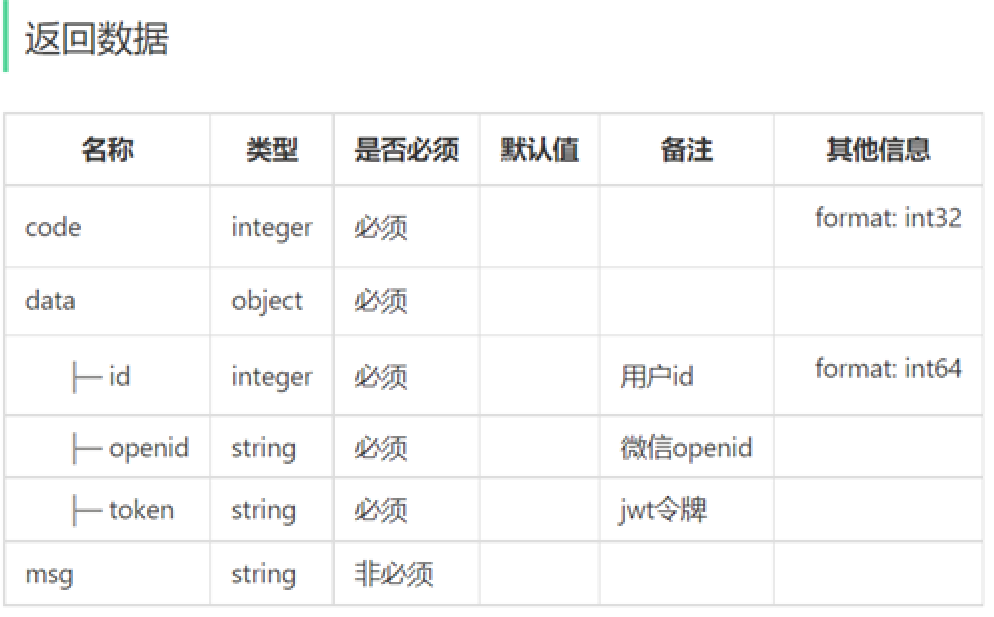 返回数据
名称 类型 是否必须 默认值 备注 其他信息
code integer 必须 format: int32
data object 必须
├─ id integer 必须 用户id format: int64
├─ openid string 必须 微信openid
├─ token string 必须 jwt令牌
msg string 非必须